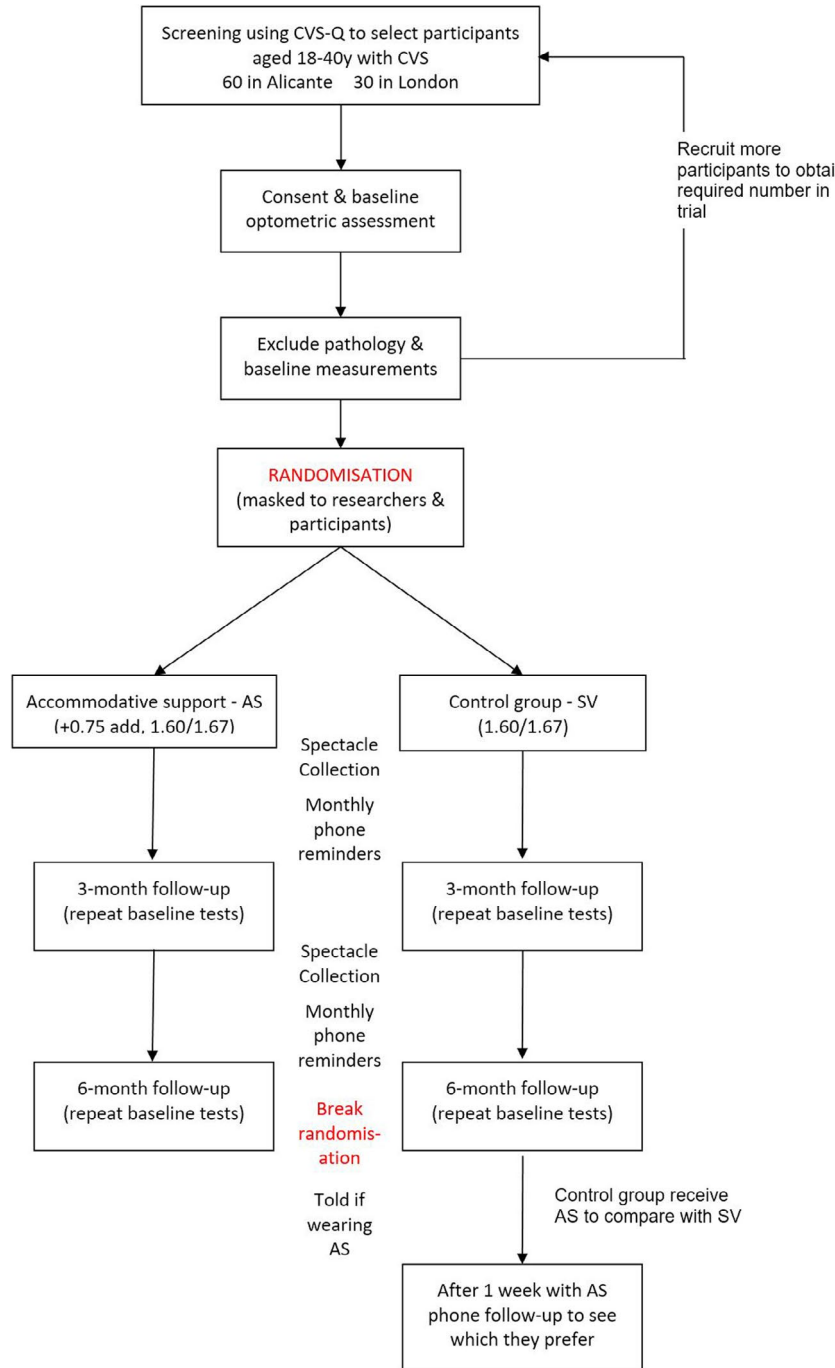 Screening using CVS-Q to select participants
aged 18-40y with CVS
60 in Alicante 30 in London
Recruit more
participants to obtai
required number in
trial
Consent & baseline
optometric assessment
Exclude pathology &
baseline measurements
RANDOMISATION
(masked to researchers &
participants)
Accommodative support - AS
(+0.75 add, 1.60/1.67)
Control group - SV
(1.60/1.67)
Spectacle
Collection
Monthly
phone
reminders
3-month follow-up
(repeat baseline tests)
3-month follow-up
(repeat baseline tests)
Spectacle
Collection
Monthly
phone
reminders
6-month follow-up
(repeat baseline tests)
6-month follow-up
(repeat baseline tests)
Break
randomis-
ation
Told if
wearing
AS
Control group receive
AS to compare with SV
After 1 week with AS
phone follow-up to see
which they prefer